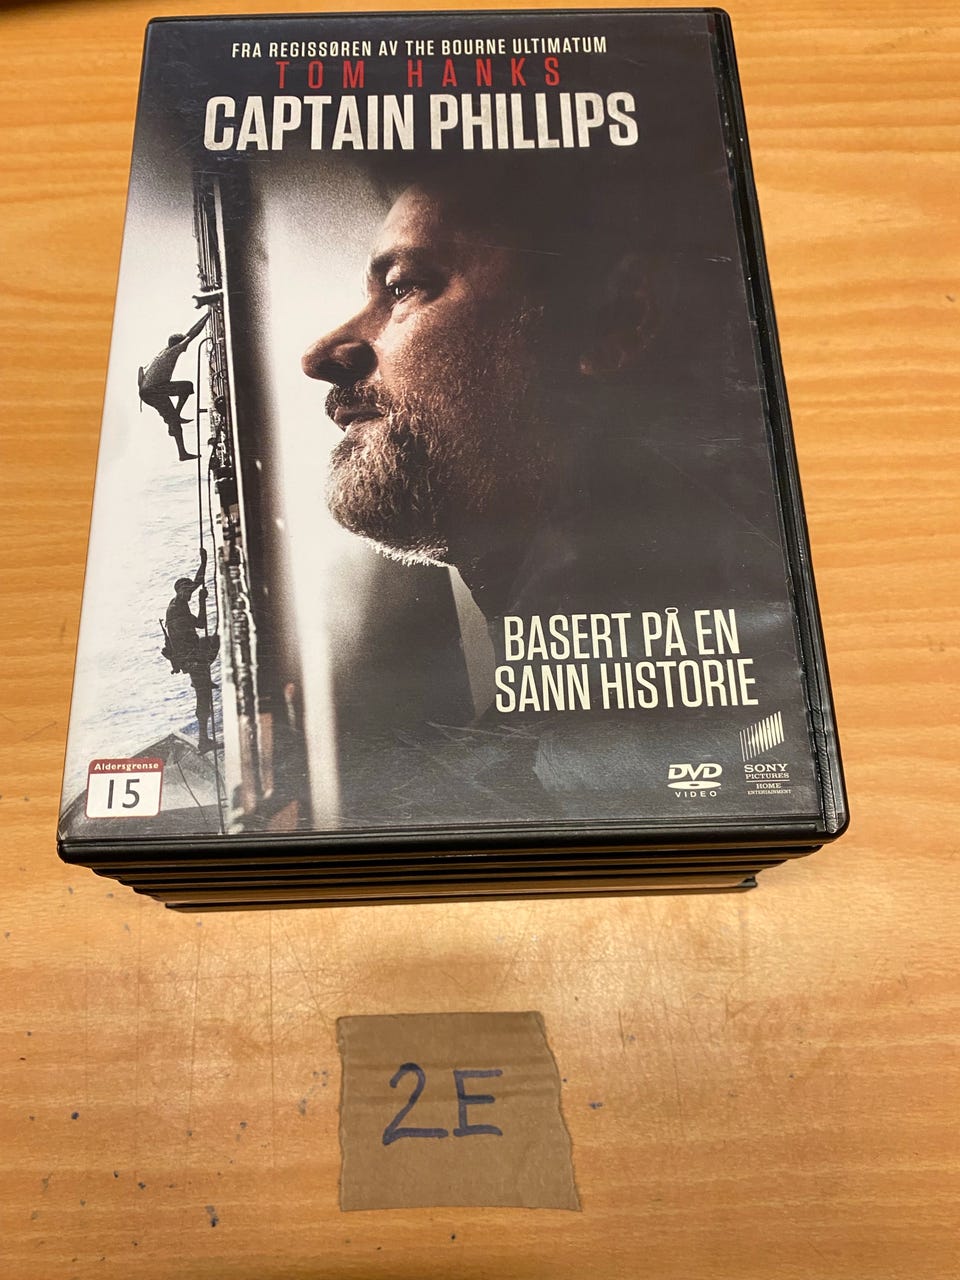 FRA REGISSØREN AV THE BOURNE ULTIMATUM
TOM HANKS
CAPTAIN PHILLIPS
BASERT PÅ EN
SANN HISTORIE
Aldersgrense
15
DVD
VIDEO
SONY
PICTURES
HOME
ENTERTAINMENT
2E